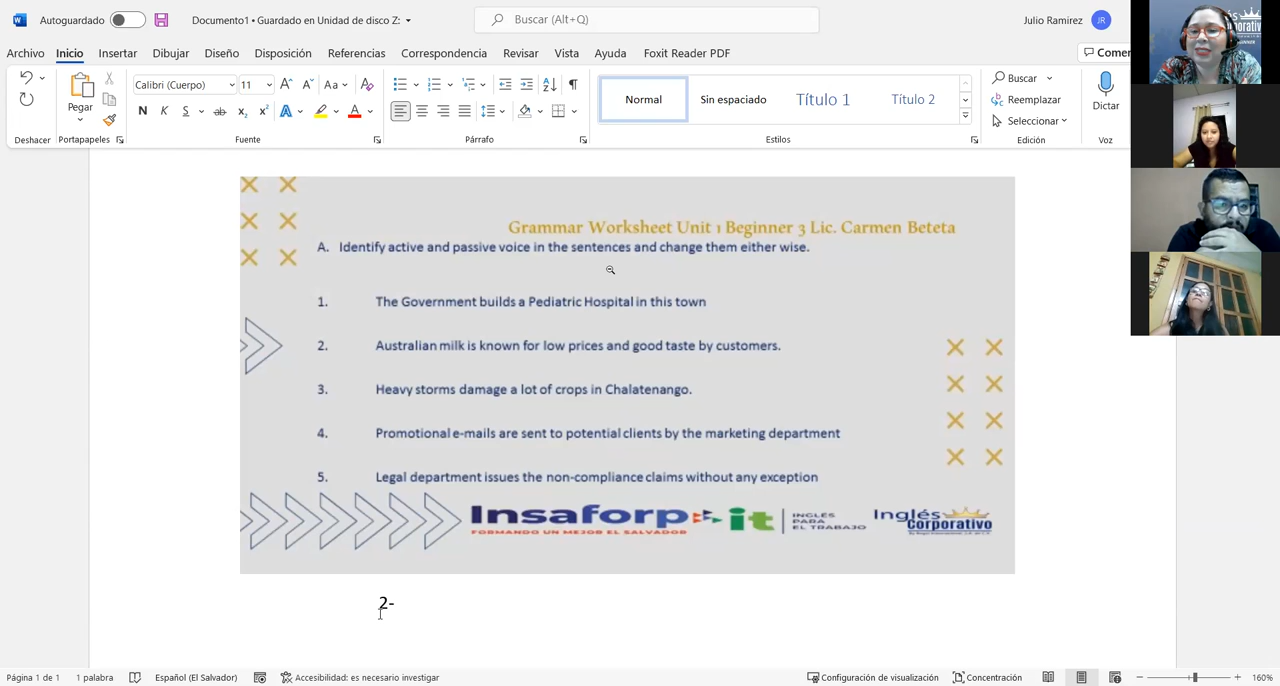 Autoguardado
Documento1 • Guardado en Unidad de disco Z:
Buscar (Alt+Q)
Julio Ramirez
JR
Archivo Inicio Insertar Dibujar Diseño Disposición Referencias Correspondencia Revisar Vista Ayuda Foxit Reader PDF
Comen
Pegar
Calibri (Cuerpo) 11
Normal
Sin espaciado
Título 1
Título 2
Buscar
Reemplazar
Seleccionar
Dictar
Deshacer Portapapeles Fuente Párrafo Estilos Edición Voz
Grammar Worksheet Unit 1 Beginner 3 Lic. Carmen Beteta
A. Identify active and passive voice in the sentences and change them either wise.
1. The Government builds a Pediatric Hospital in this town
2. Australian milk is known for low prices and good taste by customers.
3. Heavy storms damage a lot of crops in Chalatenango.
4. Promotional e-mails are sent to potential clients by the marketing department
5. Legal department issues the non-compliance claims without any exception
Insaforp
FORMANDO UN MEJOR EL SALVADOR
it
INGLÉS
PARA
EL TRABAJO
Inglés
Corporativo
2-
Página 1 de 1 1 palabra Español (El Salvador) Accesibilidad: es necesario investigar
Configuración de visualización Concentración 160%